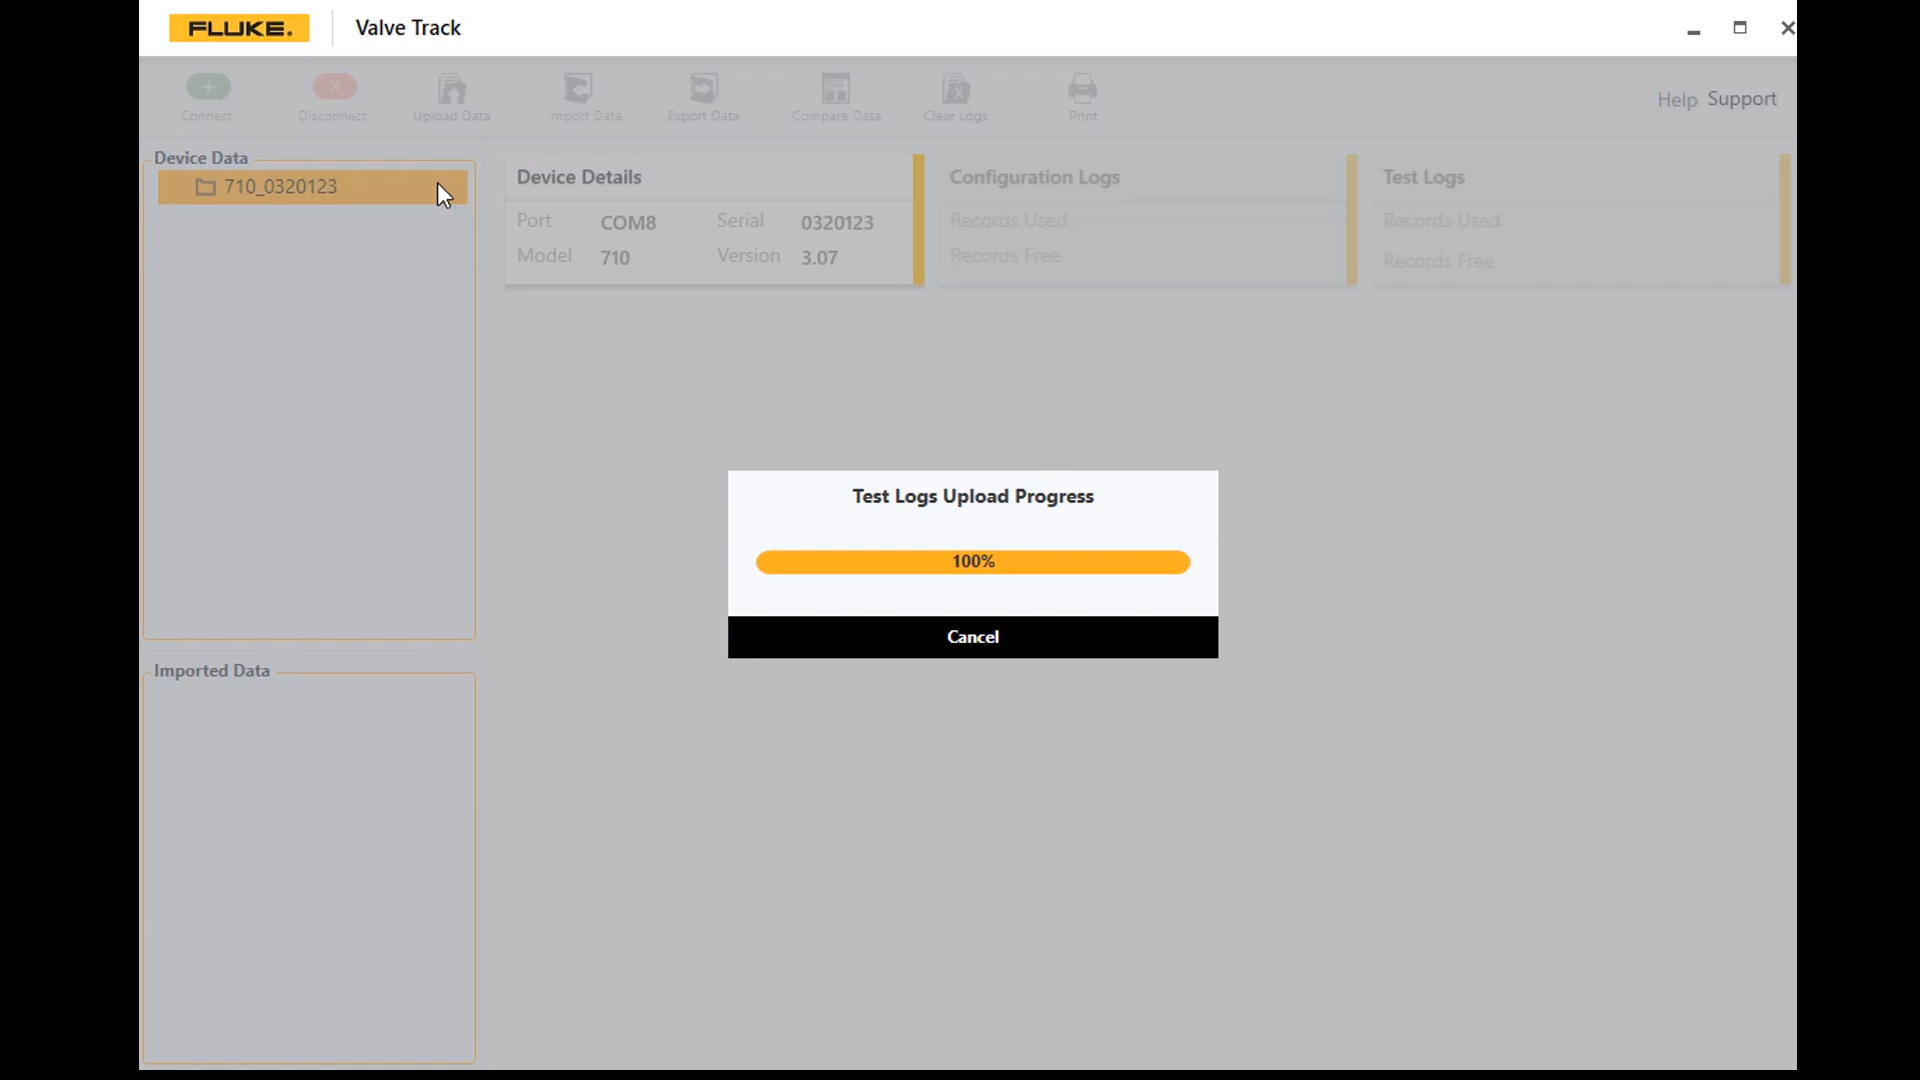 FLUKE.
Valve Track
Connect
Disconnect
Upload Data
Import Data
Export Data
Compare Data
Clear Logs
Print
Help
Support
Device Data
710_0320123
Device Details
Port COM8 Serial 0320123
Model 710 Version 3.07
Configuration Logs
Records Used
Records Free
Test Logs
Records Used
Records Free
Test Logs Upload Progress
100%
Cancel
Imported Data